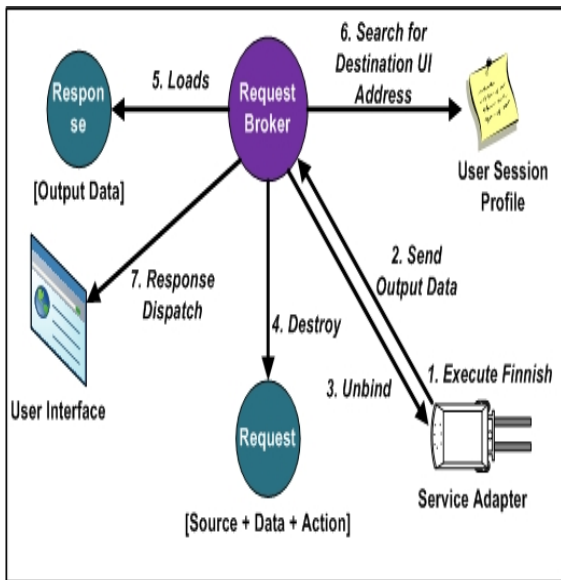 6. Search for
Destination UI
Address
5. Loads
Respon
se
Request
Broker
[Output Data]
User Session
Profile
2. Send
Output Data
7. Response
Dispatch
4. Destroy
3. Unbind
1. Execute Finnish
User Interface
Request
Service Adapter
[Source + Data + Action]